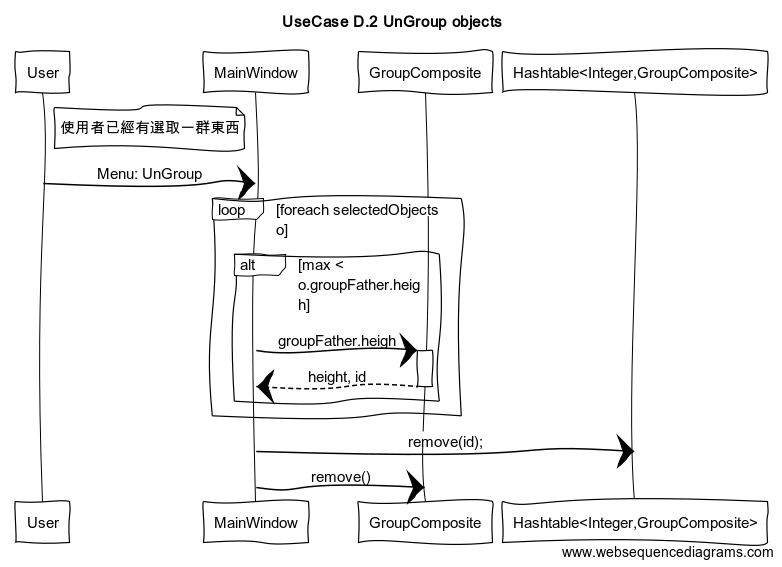 UseCase D.2 UnGroup objects
User
MainWindow
GroupComposite
Hashtable<Integer,GroupComposite>
使用者已經有選取一群東西
Menu: UnGroup
loop
[foreach selectedObjects
o]
alt
[max <
o.groupFather.heig
h]
groupFather.heigh
height, id
remove(id);
remove()
User
MainWindow
GroupComposite
Hashtable<Integer,GroupComposite>
www.websequencediagrams.com